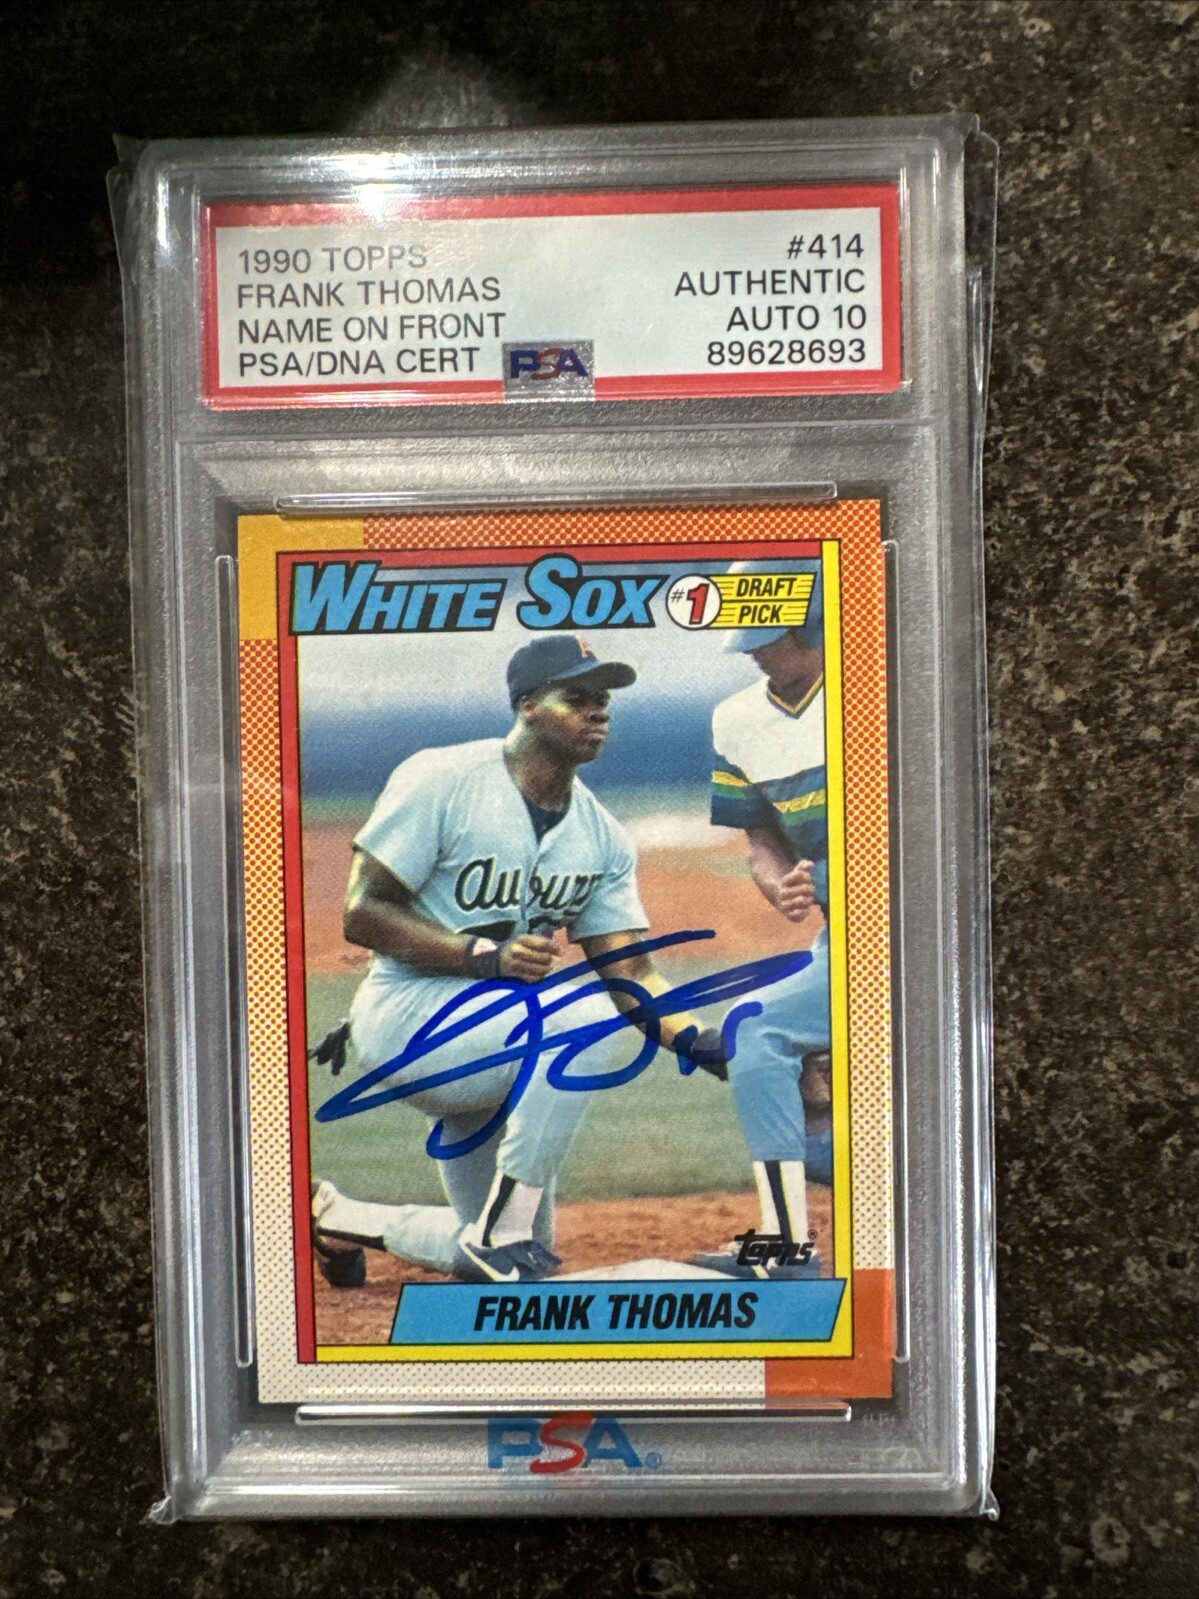 1990 TOPPS #414
FRANK THOMAS AUTHENTIC
NAME ON FRONT AUTO 10
PSA/DNA CERT PSA 89628693
WHITE SOX #1 DRAFT PICK
Auburn
topps®
FRANK THOMAS
PSA®